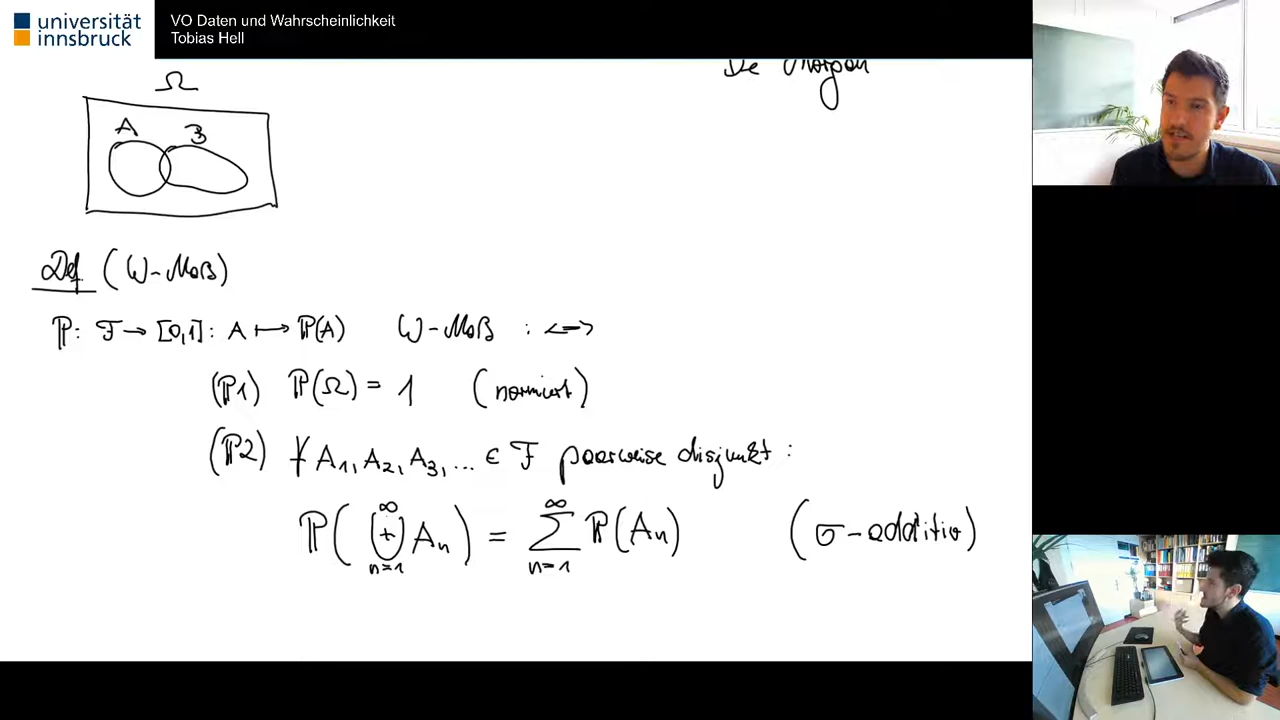 universität
innsbruck
VO Daten und Wahrscheinlichkeit
Tobias Hell
De Morgan
Ω
A B
Def (W-Maß)
ℙ: ℱ → [0,1]: A ↦ ℙ(A) W-Maß :⟺
(ℙ1) ℙ(Ω) = 1 (normiert)
(ℙ2) ∀ A₁, A₂, A₃, ... ∈ ℱ paarweise disjunkt:
ℙ(⨄_{n=1}^{∞} Aₙ) = ∑_{n=1}^{∞} ℙ(Aₙ) (σ-additiv)